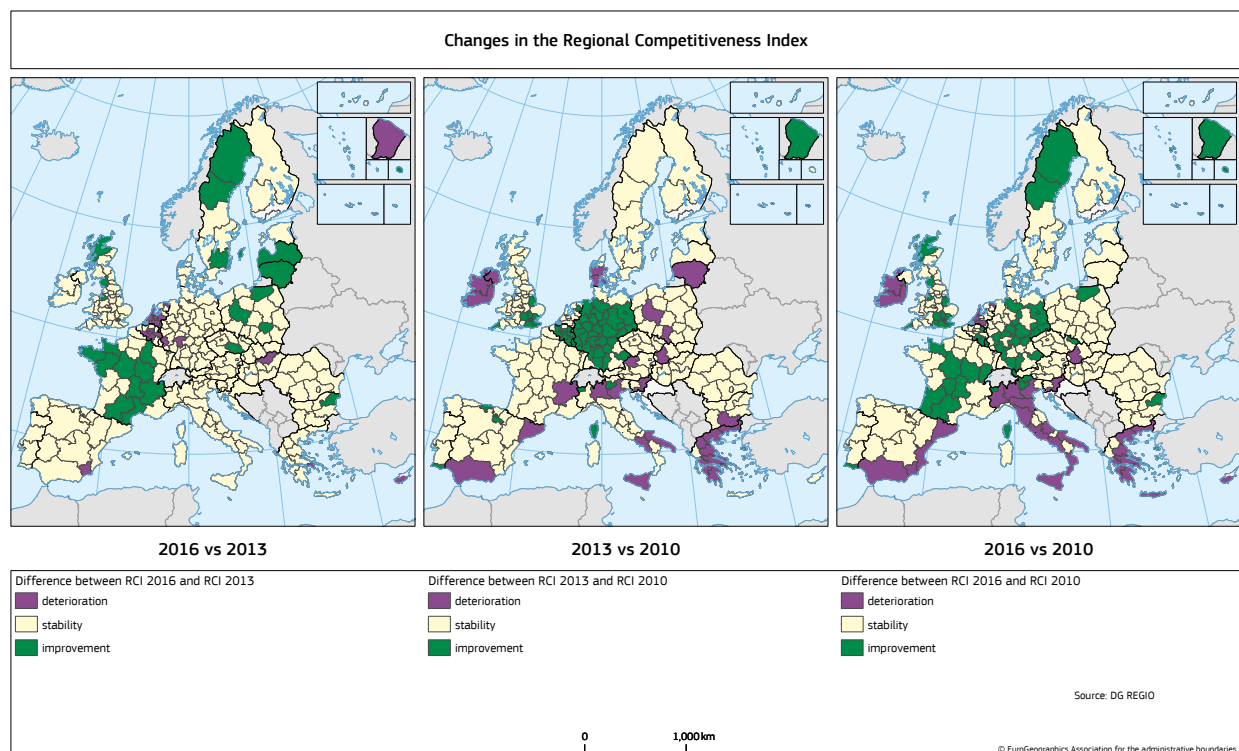 Changes in the Regional Competitiveness Index
2016 vs 2013
2013 vs 2010
2016 vs 2010
Difference between RCI 2016 and RCI 2013
deterioration
stability
improvement
Difference between RCI 2013 and RCI 2010
deterioration
stability
improvement
Difference between RCI 2016 and RCI 2010
deterioration
stability
improvement
Source: DG REGIO
0 1,000 km
© EuroGeographics Association for the administrative boundaries